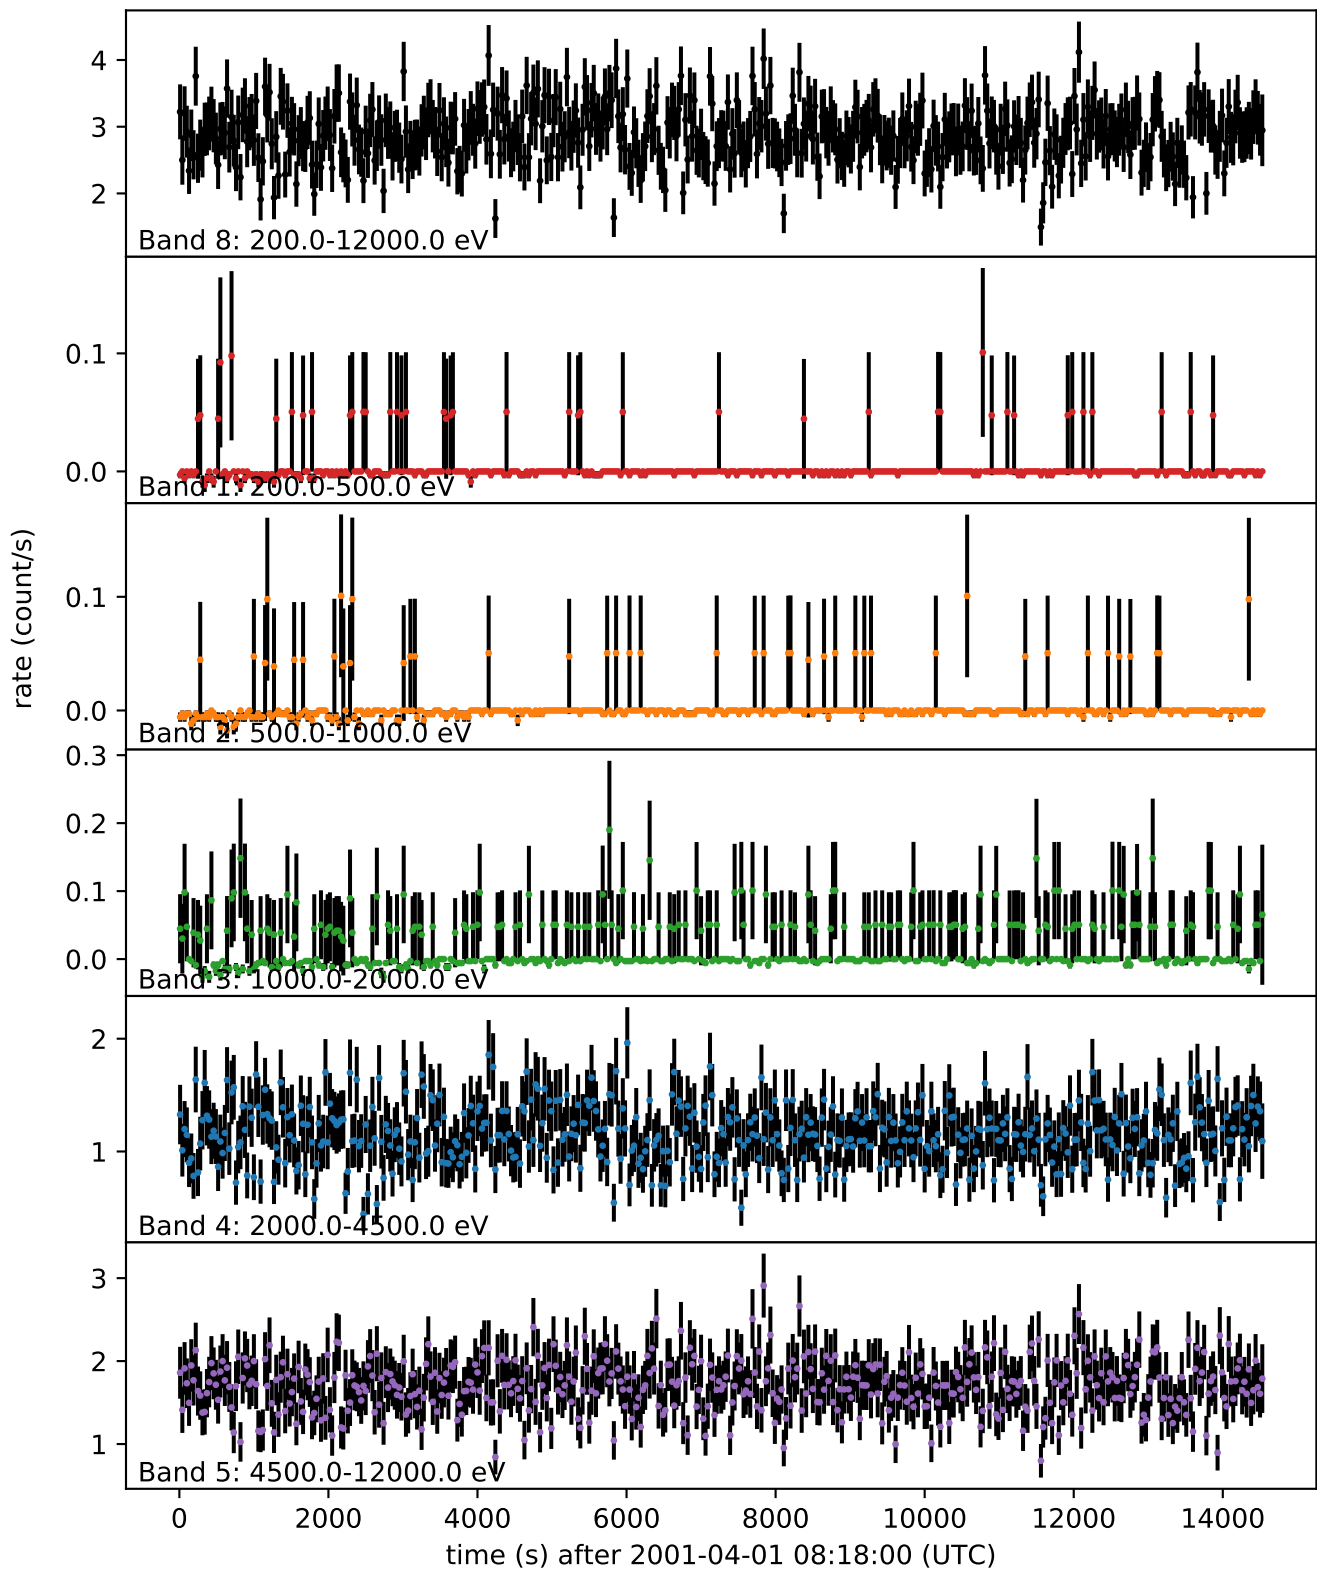 4
3
2
Band 8: 200.0-12000.0 eV
0.1
0.0
Band 1: 200.0-500.0 eV
0.1
0.0
Band 2: 500.0-1000.0 eV
0.3
0.2
0.1
0.0
Band 3: 1000.0-2000.0 eV
2
1
Band 4: 2000.0-4500.0 eV
3
2
1
Band 5: 4500.0-12000.0 eV
rate (count/s)
0 2000 4000 6000 8000 10000 12000 14000
time (s) after 2001-04-01 08:18:00 (UTC)